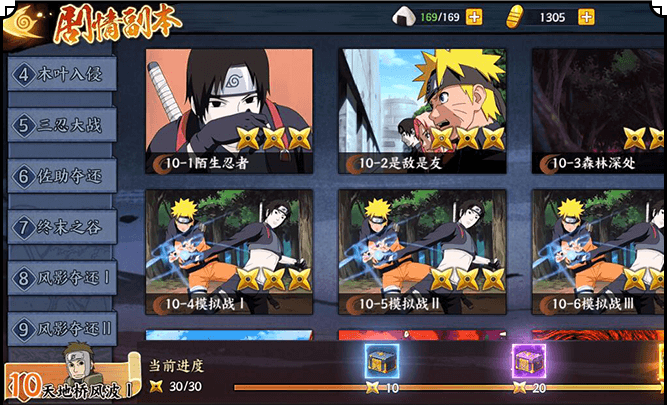 剧情副本
169/169
1305
4 木叶入侵
5 三忍大战
6 佐助夺还
7 终末之谷
8 风影夺还Ⅰ
9 风影夺还Ⅱ
10 天地桥风波Ⅰ
10-1陌生忍者
10-2是敌是友
10-3森林深处
10-4模拟战Ⅰ
10-5模拟战Ⅱ
10-6模拟战Ⅲ
当前进度
30/30
10
20